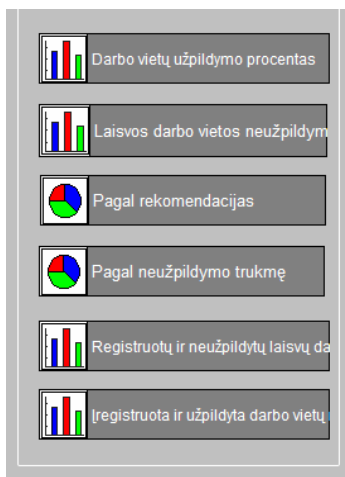 Darbo vietų užpildymo procentas
Laisvos darbo vietos neužpildym
Pagal rekomendacijas
Pagal neužpildymo trukmę
Registruotų ir neužpildytų laisvų da
Įregistruota ir užpildyta darbo vietų